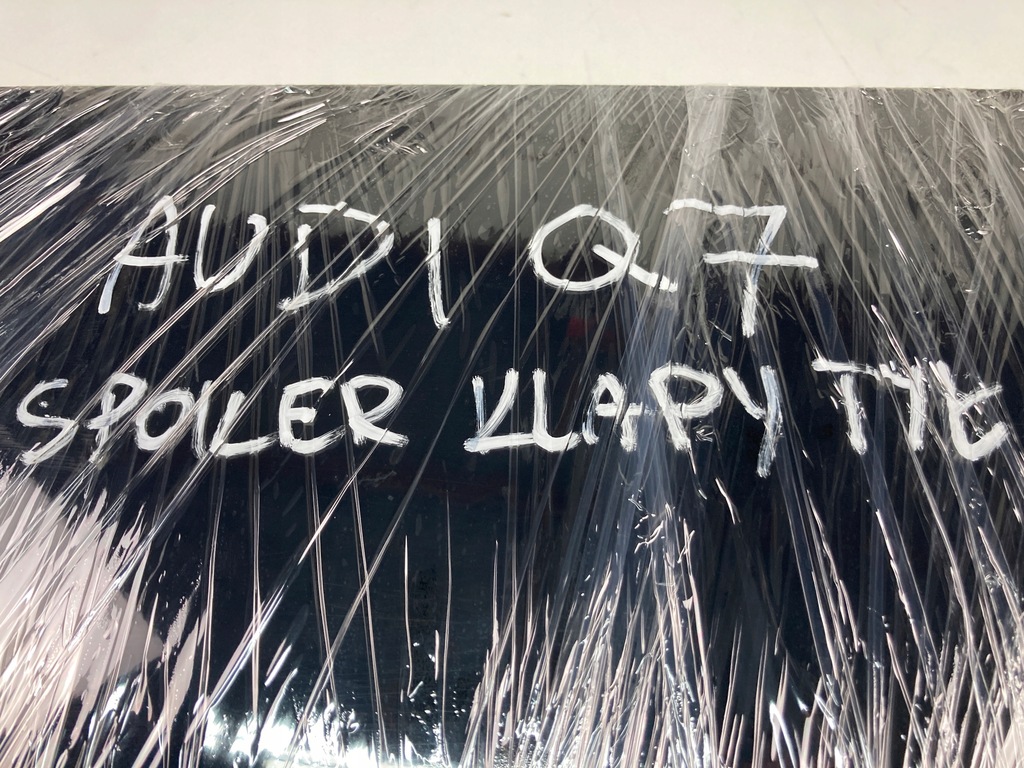 AUDI Q7
SPOILER KLAPY TYŁ